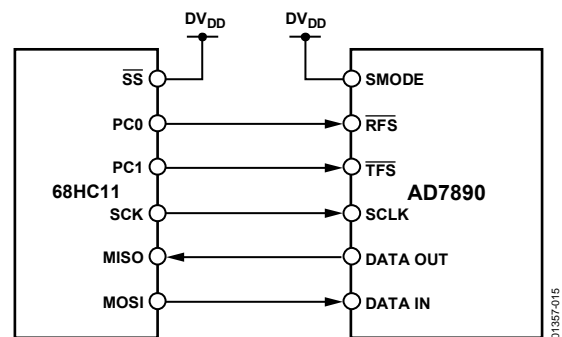 DVDD DVDD
SS SMODE
PC0 RFS
PC1 TFS
68HC11 AD7890
SCK SCLK
MISO DATA OUT
MOSI DATA IN
01357-015